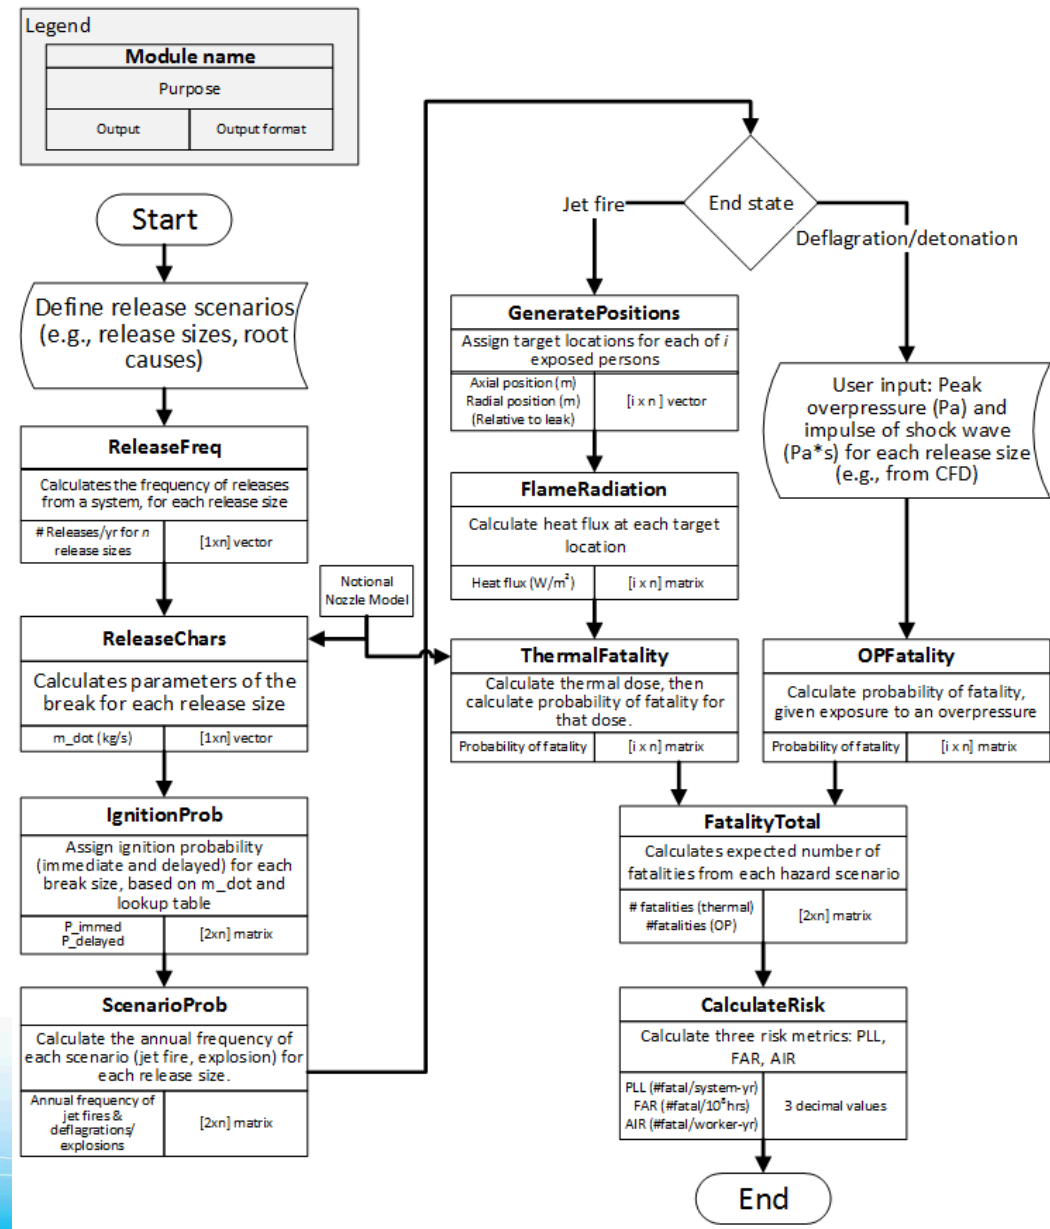 Legend
Module name
Purpose
Output
Output format
Start
Define release scenarios
(e.g., release sizes, root
causes)
ReleaseFreq
Calculates the frequency of releases
from a system, for each release size
# Releases/yr for n
release sizes
[1xn] vector
Notional
Nozzle Model
ReleaseChars
Calculates parameters of the
break for each release size
m_dot (kg/s)
[1xn] vector
IgnitionProb
Assign ignition probability
(immediate and delayed) for each
break size, based on m_dot and
lookup table
P_immed
P_delayed
[2xn] matrix
ScenarioProb
Calculate the annual frequency of
each scenario (jet fire, explosion) for
each release size.
Annual frequency of
jet fires &
deflagrations/
explosions
[2xn] matrix
End state
Jet fire
Deflagration/detonation
GeneratePositions
Assign target locations for each of i
exposed persons
Axial position (m)
Radial position (m)
(Relative to leak)
[i x n] vector
FlameRadiation
Calculate heat flux at each target
location
Heat flux (W/m²)
[i x n] matrix
ThermalFatality
Calculate thermal dose, then
calculate probability of fatality for
that dose.
Probability of fatality
[i x n] matrix
User input: Peak
overpressure (Pa) and
impulse of shock wave
(Pa*s) for each release size
(e.g., from CFD)
OPFatality
Calculate probability of fatality,
given exposure to an overpressure
Probability of fatality
[i x n] matrix
FatalityTotal
Calculates expected number of
fatalities from each hazard scenario
# fatalities (thermal)
#fatalities (OP)
[2xn] matrix
CalculateRisk
Calculate three risk metrics: PLL,
FAR, AIR
PLL (#fatal/system-yr)
FAR (#fatal/10⁸hrs)
AIR (#fatal/worker-yr)
3 decimal values
End